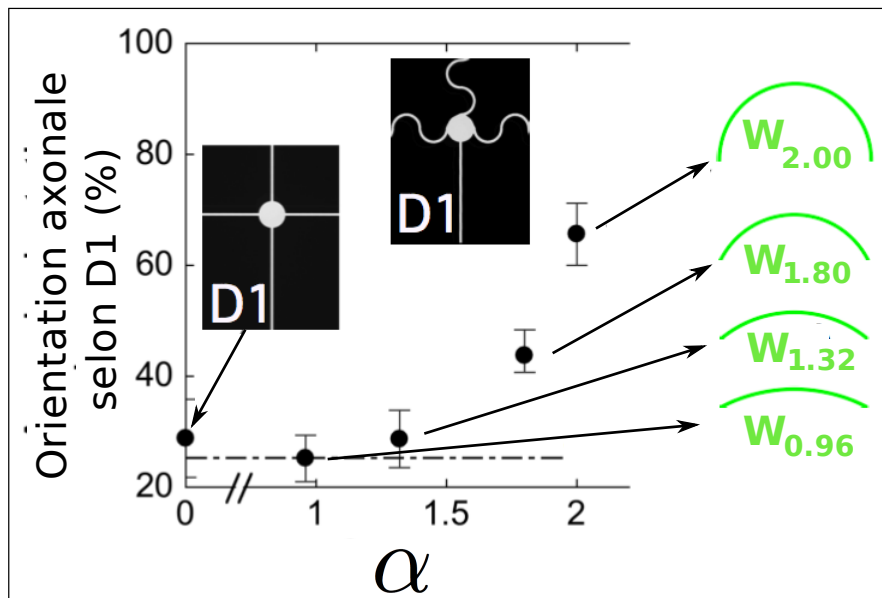 Orientation axonale
selon D1 (%)
100
80
60
40
20
0
1
1.5
2
α
D1
D1
W2.00
W1.80
W1.32
W0.96